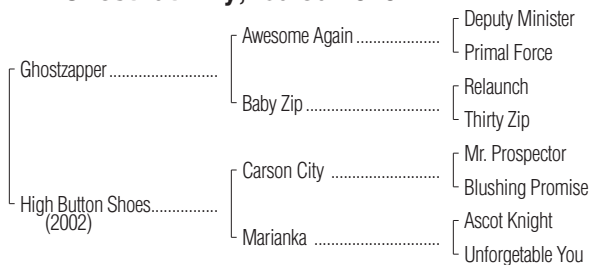 Deputy Minister
Awesome Again ....................
Primal Force
Ghostzapper ..........................
Relaunch
Baby Zip ................................
Thirty Zip
Mr. Prospector
Carson City ..........................
Blushing Promise
High Button Shoes................
(2002)
Ascot Knight
Marianka ..............................
Unforgetable You